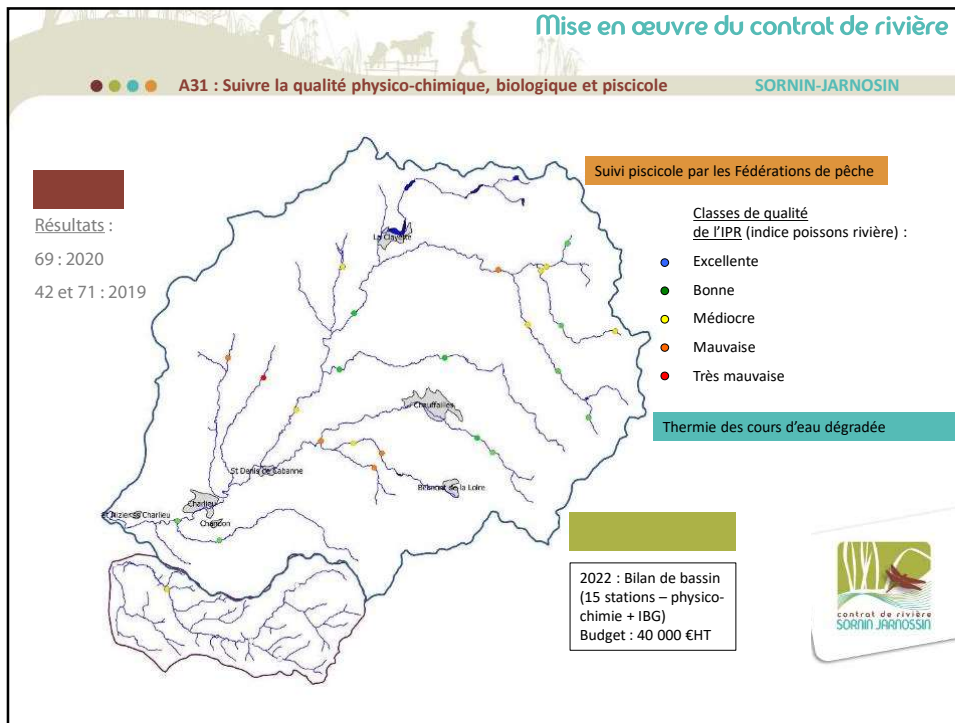 Mise en œuvre du contrat de rivière
A31 : Suivre la qualité physico-chimique, biologique et piscicole
SORNIN-JARNOSIN
Résultats :
69 : 2020
42 et 71 : 2019
Suivi piscicole par les Fédérations de pêche
Classes de qualité
de l'IPR (indice poissons rivière) :
Excellente
Bonne
Médiocre
Mauvaise
Très mauvaise
Thermie des cours d'eau dégradée
La Clayette
Chauffailles
St Denis de Cabanne
Belmont de la Loire
Charlieu
St Nizier s Charlieu
Chandon
2022 : Bilan de bassin
(15 stations – physico-
chimie + IBG)
Budget : 40 000 €HT
contrat de rivière
SORNIN JARNOSSIN